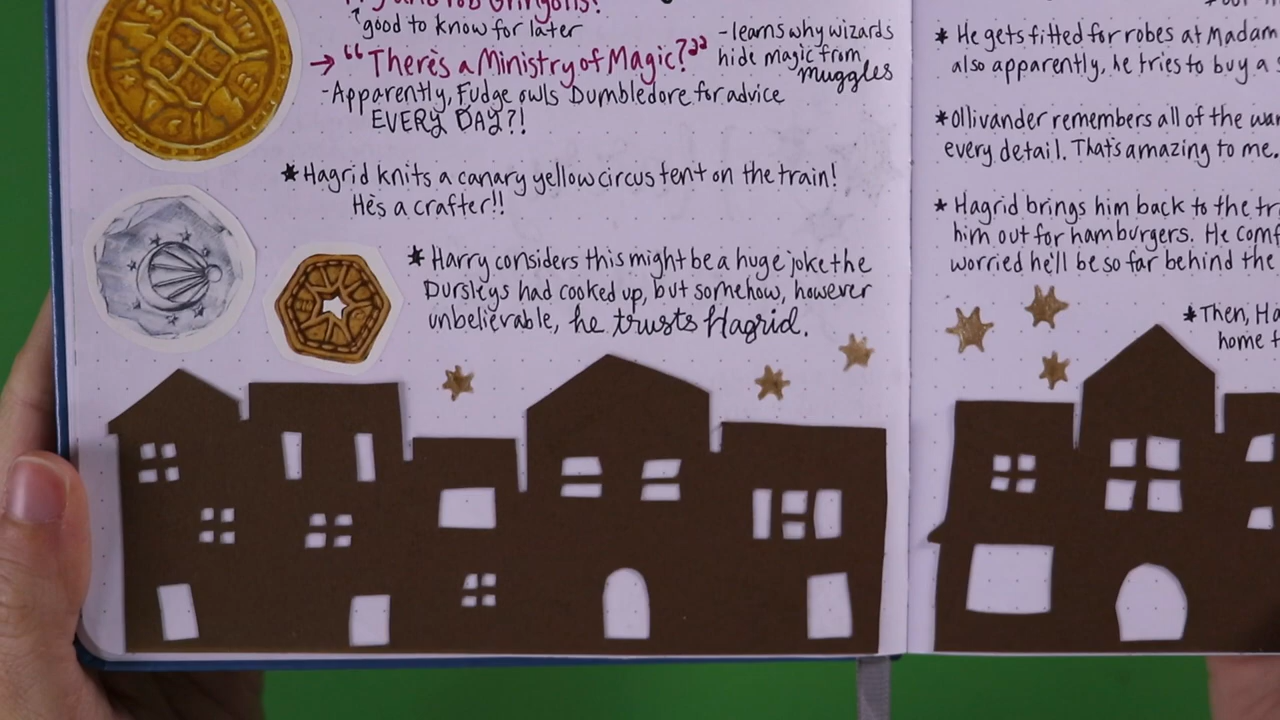 good to know for later
→ "There's a Ministry of Magic?"
- learns why wizards
hide magic from
muggles
- Apparently, Fudge owls Dumbledore for advice
EVERY DAY?!
* Hagrid knits a canary yellow circus tent on the train!
He's a crafter!!
* Harry considers this might be a huge joke the
Dursleys had cooked up, but somehow, however
unbelievable, he trusts Hagrid.
* He gets fitted for robes at Madam
also apparently, he tries to buy a
* Ollivander remembers all of the
every detail. That's amazing to me.
* Hagrid brings him back to the
him out for hamburgers. He
worried he'll be so far behind the
* Then,
home